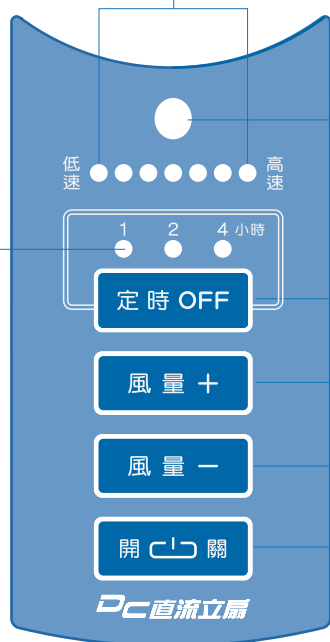 低速 高速
1 2 4 小時
定時 OFF
風量 +
風量 −
開 關
DC直流立扇